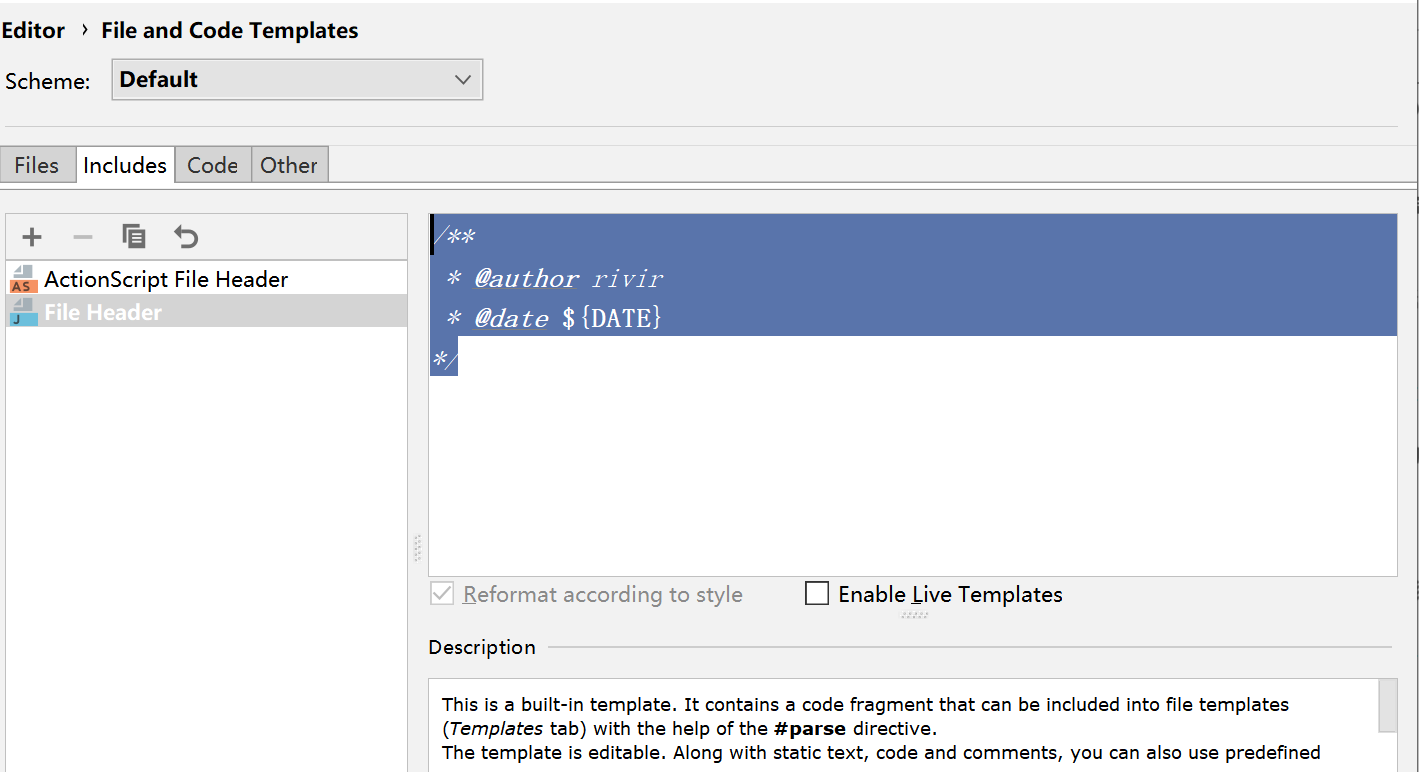 Editor › File and Code Templates
Scheme: Default
Files Includes Code Other
AS ActionScript File Header
J File Header
/**
 * @author rivir
 * @date ${DATE}
*/
Reformat according to style Enable Live Templates
Description
This is a built-in template. It contains a code fragment that can be included into file templates
(Templates tab) with the help of the #parse directive.
The template is editable. Along with static text, code and comments, you can also use predefined